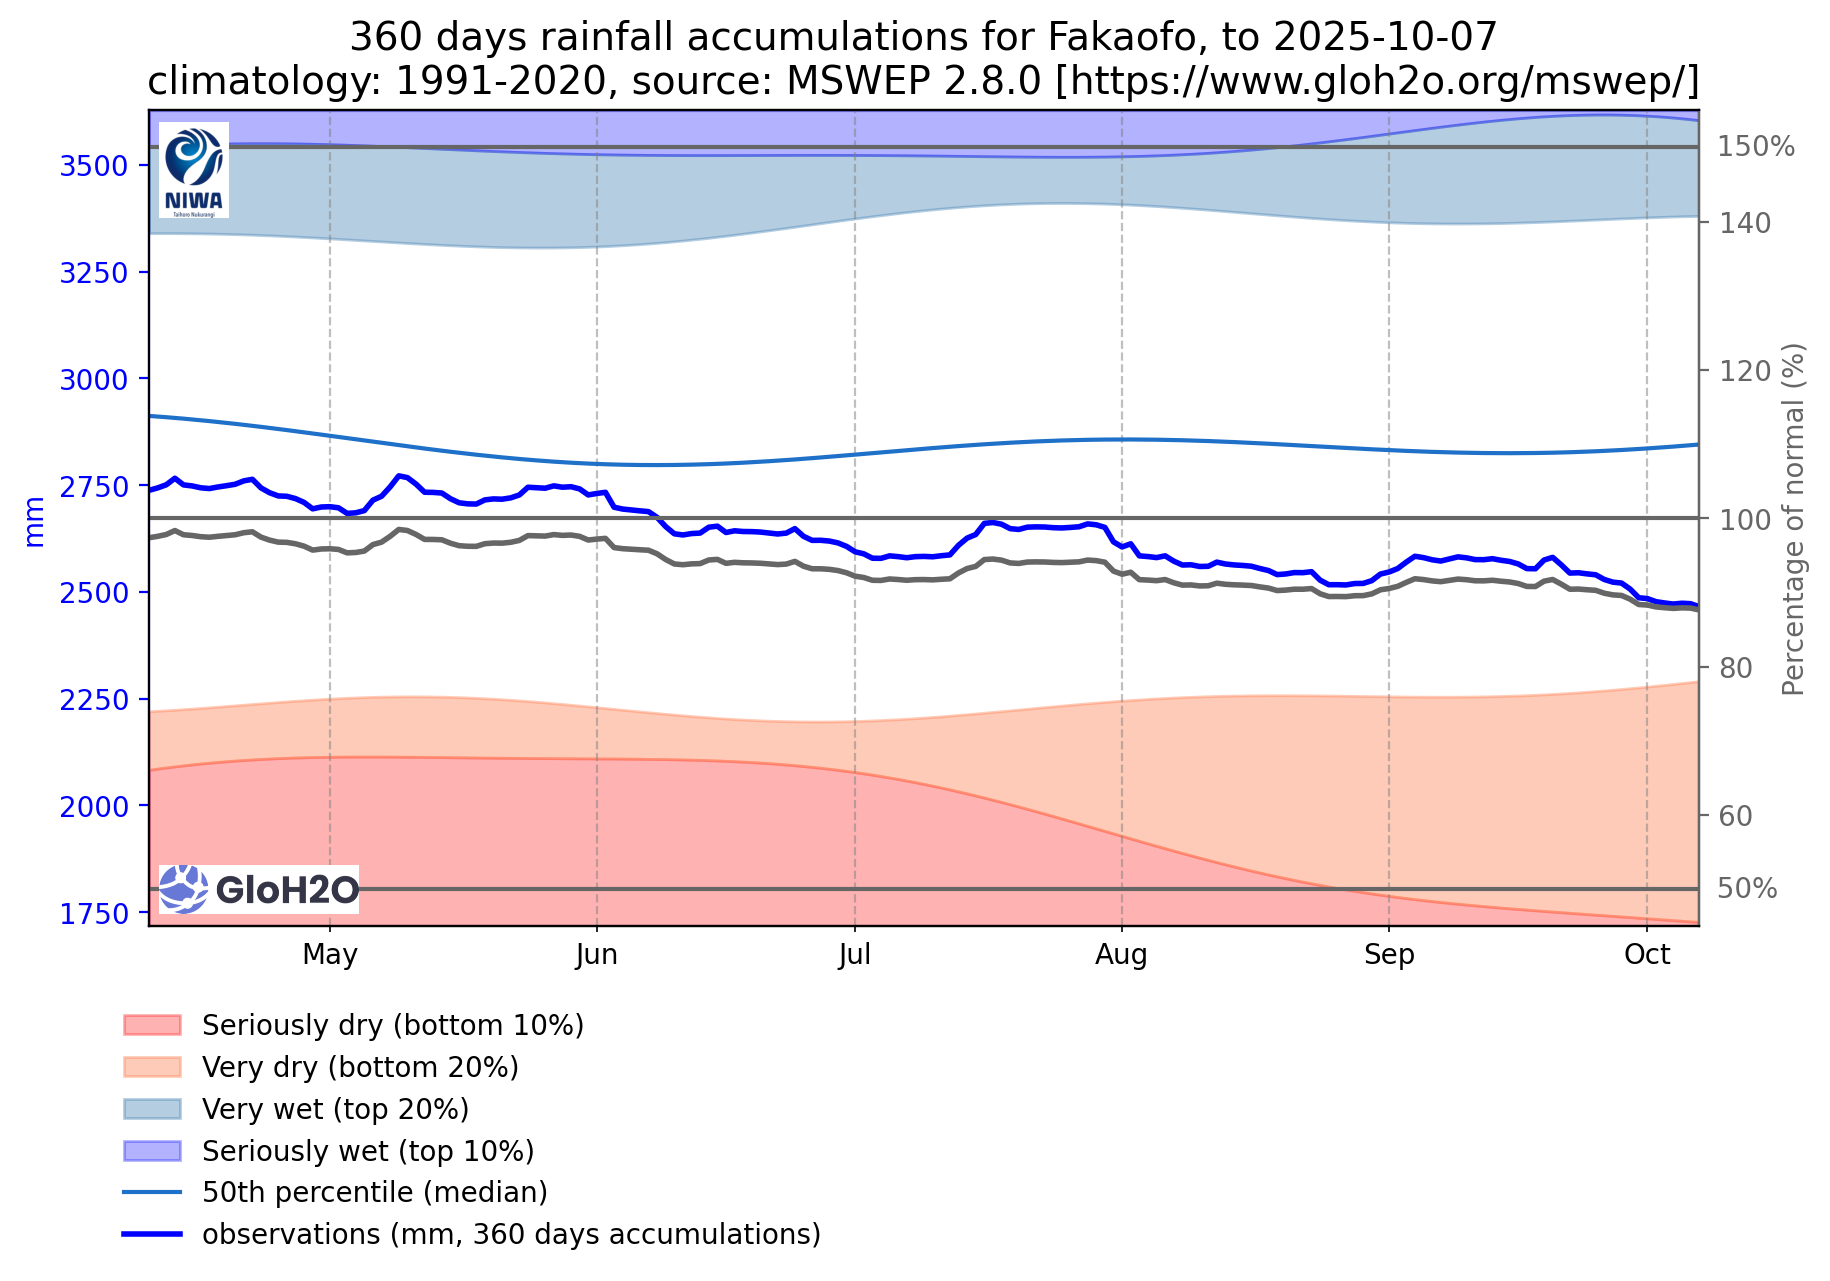 360 days rainfall accumulations for Fakaofo, to 2025-10-07
climatology: 1991-2020, source: MSWEP 2.8.0 [https://www.gloh2o.org/mswep/]
NIWA
Taihoro Nukurangi
3500
3250
3000
2750
2500
2250
2000
1750
mm
150%
140
120
100
80
60
50%
Percentage of normal (%)
GloH2O
May Jun Jul Aug Sep Oct
Seriously dry (bottom 10%)
Very dry (bottom 20%)
Very wet (top 20%)
Seriously wet (top 10%)
50th percentile (median)
observations (mm, 360 days accumulations)